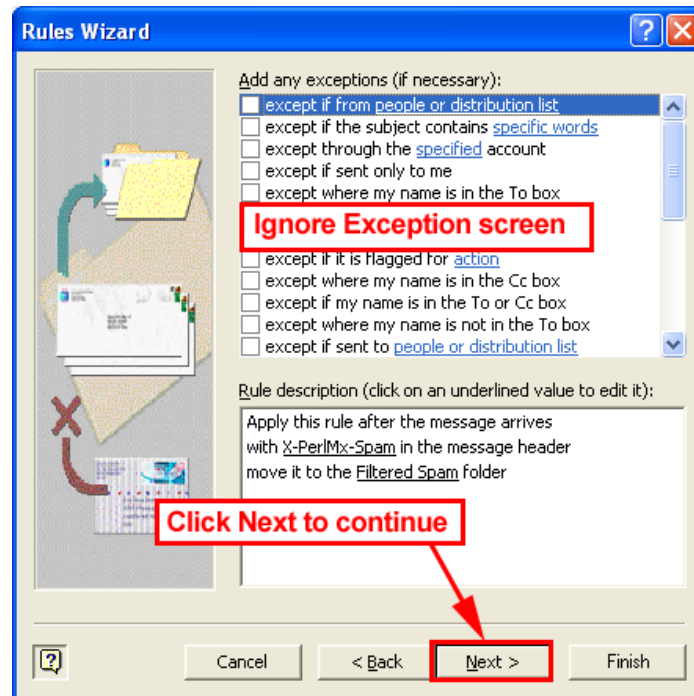 Rules Wizard
Add any exceptions (if necessary):
except if from people or distribution list
except if the subject contains specific words
except through the specified account
except if sent only to me
except where my name is in the To box
Ignore Exception screen
except if it is flagged for action
except where my name is in the Cc box
except if my name is in the To or Cc box
except where my name is not in the To box
except if sent to people or distribution list
Rule description (click on an underlined value to edit it):
Apply this rule after the message arrives
with X-PerlMx-Spam in the message header
move it to the Filtered Spam folder
Click Next to continue
Cancel
< Back
Next >
Finish